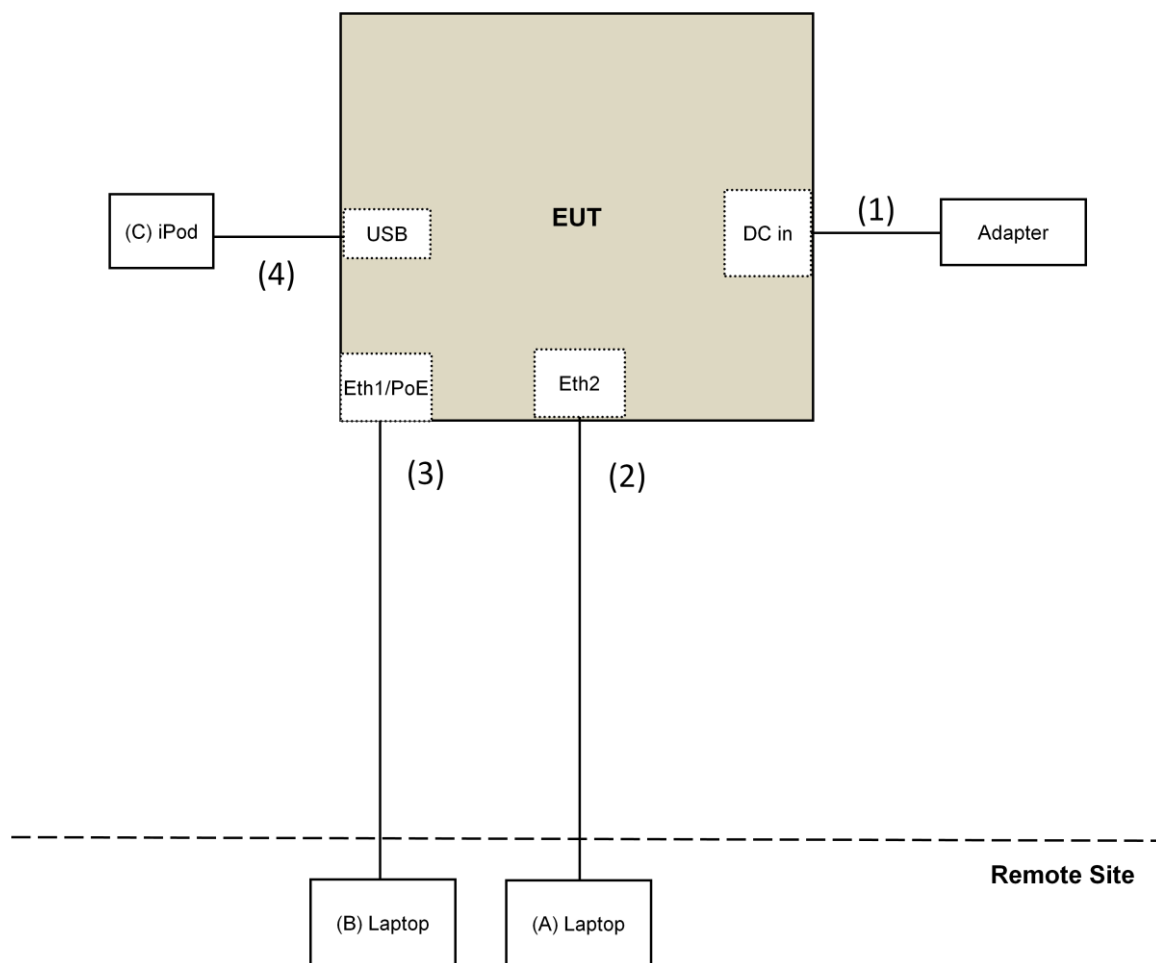 EUT
(1)
(C) iPod
USB
DC in
Adapter
(4)
Eth1/PoE
Eth2
(3)
(2)
Remote Site
(B) Laptop
(A) Laptop